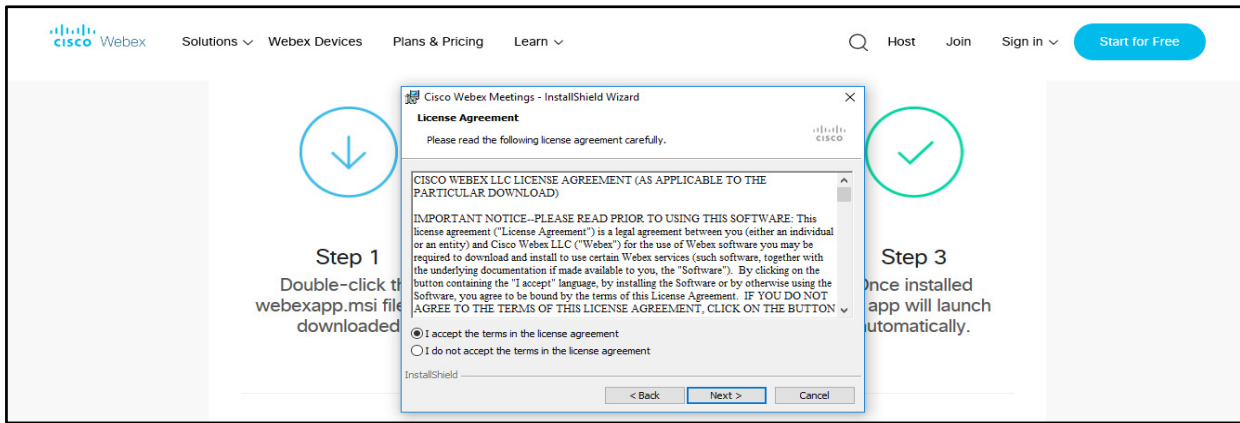 CISCO Webex
Solutions
Webex Devices
Plans & Pricing
Learn
Host
Join
Sign in
Start for Free
Cisco Webex Meetings - InstallShield Wizard
License Agreement
Please read the following license agreement carefully.
CISCO
CISCO WEBEX LLC LICENSE AGREEMENT (AS APPLICABLE TO THE
PARTICULAR DOWNLOAD)
IMPORTANT NOTICE--PLEASE READ PRIOR TO USING THIS SOFTWARE: This
license agreement ("License Agreement") is a legal agreement between you (either an individual
or an entity) and Cisco Webex LLC ("Webex") for the use of Webex software you may be
required to download and install to use certain Webex services (such software, together with
the underlying documentation if made available to you, the "Software"). By clicking on the
button containing the "I accept" language, by installing the Software or by otherwise using the
Software, you agree to be bound by the terms of this License Agreement. IF YOU DO NOT
AGREE TO THE TERMS OF THIS LICENSE AGREEMENT, CLICK ON THE BUTTON
I accept the terms in the license agreement
I do not accept the terms in the license agreement
InstallShield
< Back
Next >
Cancel
Step 1
Double-click th
webexapp.msi file
downloaded
Step 3
Once installed
app will launch
automatically.